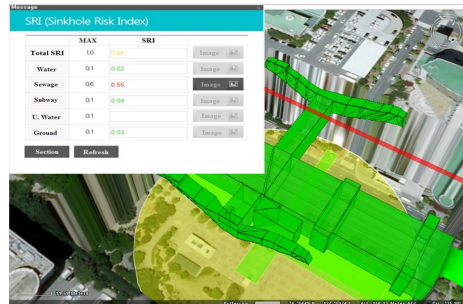 Message
SRI (Sinkhole Risk Index)
MAX SRI
Total SRI 1.0 Image
Water 0.1 0.02 Image
Sewage 0.6 0.55 Image
Subway 0.1 0.04 Image
U. Water 0.1 Image
Ground 0.1 0.03 Image
Section Refresh